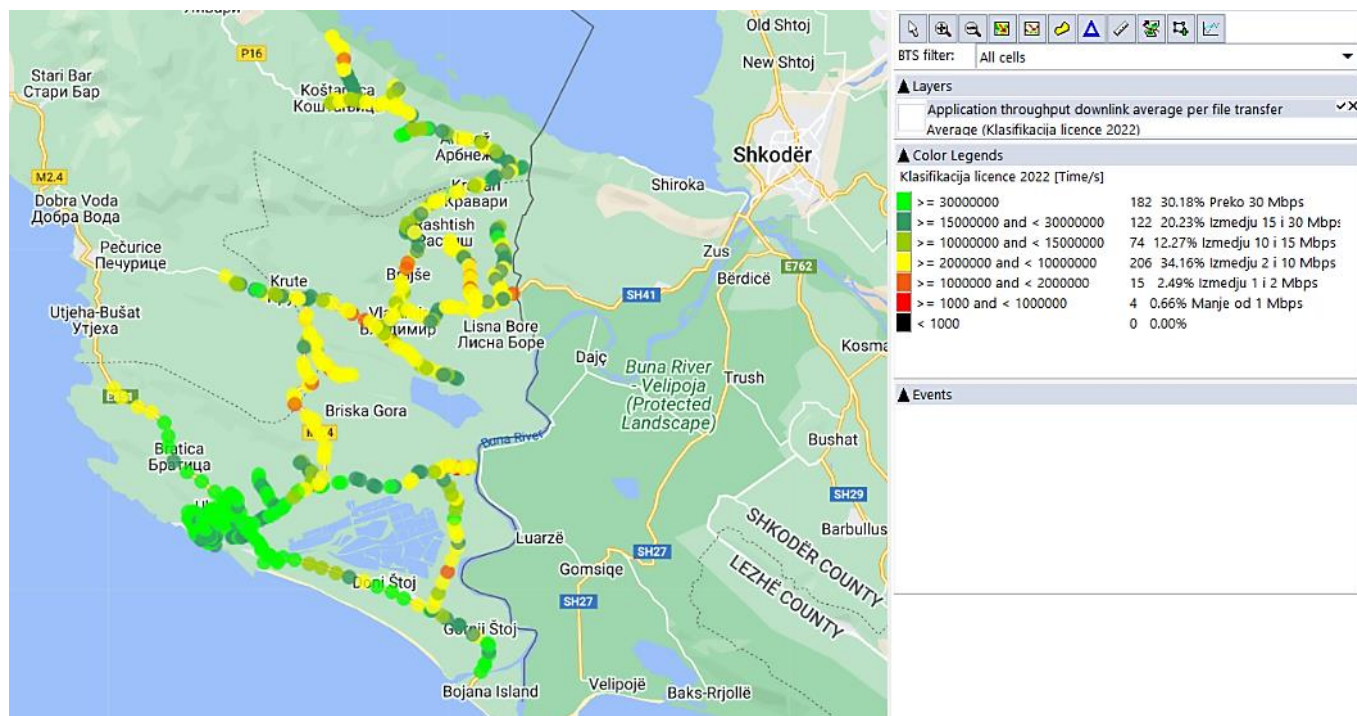 Old Shtoj
P16
New Shtoj
Stari Bar
Стари Бар
Koštanjica
Коштањица
Арбнеж
Shkodër
M2.4
Dobra Voda
Добра Вода
Кравари
Shiroka
Rashtish
Растиш
Pečurice
Печурице
Zus
Bërdicë
E762
Krute
SH41
Utjeha-Bušat
Утјеха
Владимир
Lisna Bore
Лисна Боре
Dajç
Kosma
Buna River
- Velipoja
(Protected
Landscape)
Trush
Briska Gora
Buna River
Bushat
Bratica
Братица
SH29
Barbullus
Luarzë
SHKODËR COUNTY
LEZHË COUNTY
SH27
Gomsiqe
Donji Štoj
SH27
Gornji Štoj
Bojana Island
Velipojë
Baks-Rrjollë
BTS filter: All cells
Layers
Application throughput downlink average per file transfer
Average (Klasifikacija licence 2022)
Color Legends
Klasifikacija licence 2022 [Time/s]
>= 30000000 182 30.18% Preko 30 Mbps
>= 15000000 and < 30000000 122 20.23% Izmedju 15 i 30 Mbps
>= 10000000 and < 15000000 74 12.27% Izmedju 10 i 15 Mbps
>= 2000000 and < 10000000 206 34.16% Izmedju 2 i 10 Mbps
>= 1000000 and < 2000000 15 2.49% Izmedju 1 i 2 Mbps
>= 1000 and < 1000000 4 0.66% Manje od 1 Mbps
< 1000 0 0.00%
Events